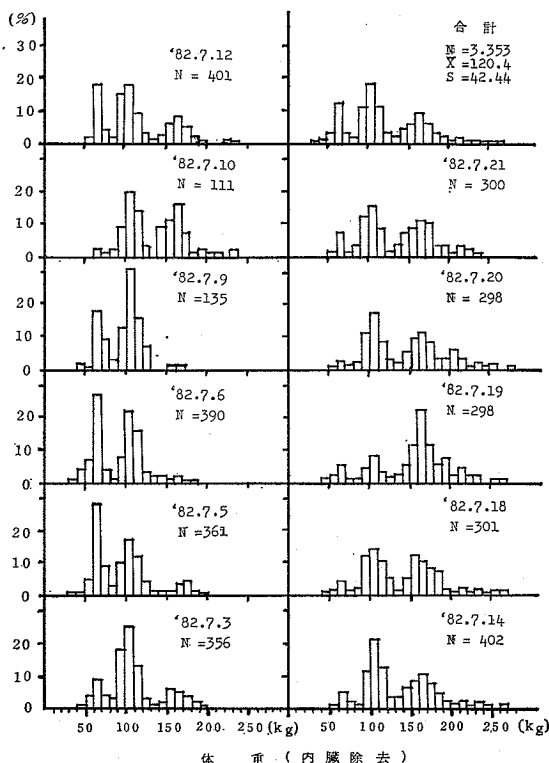 (%)
30
20
10
0
'82.7.12
N = 401
合計
N =3.353
X̄ =120.4
S =42.44
20
10
0
'82.7.10
N = 111
'82.7.21
N = 300
20
10
0
'82.7.9
N =135
'82.7.20
N = 298
20
10
0
'82.7.6
N =390
'82.7.19
N =298
20
10
0
'82.7.5
N =361
'82.7.18
N =301
20
10
0
'82.7.3
N =356
'82.7.14
N = 402
50 100 150 200 (kg) 50 100 150 200 250 (kg)
体 重 (内臓除去)